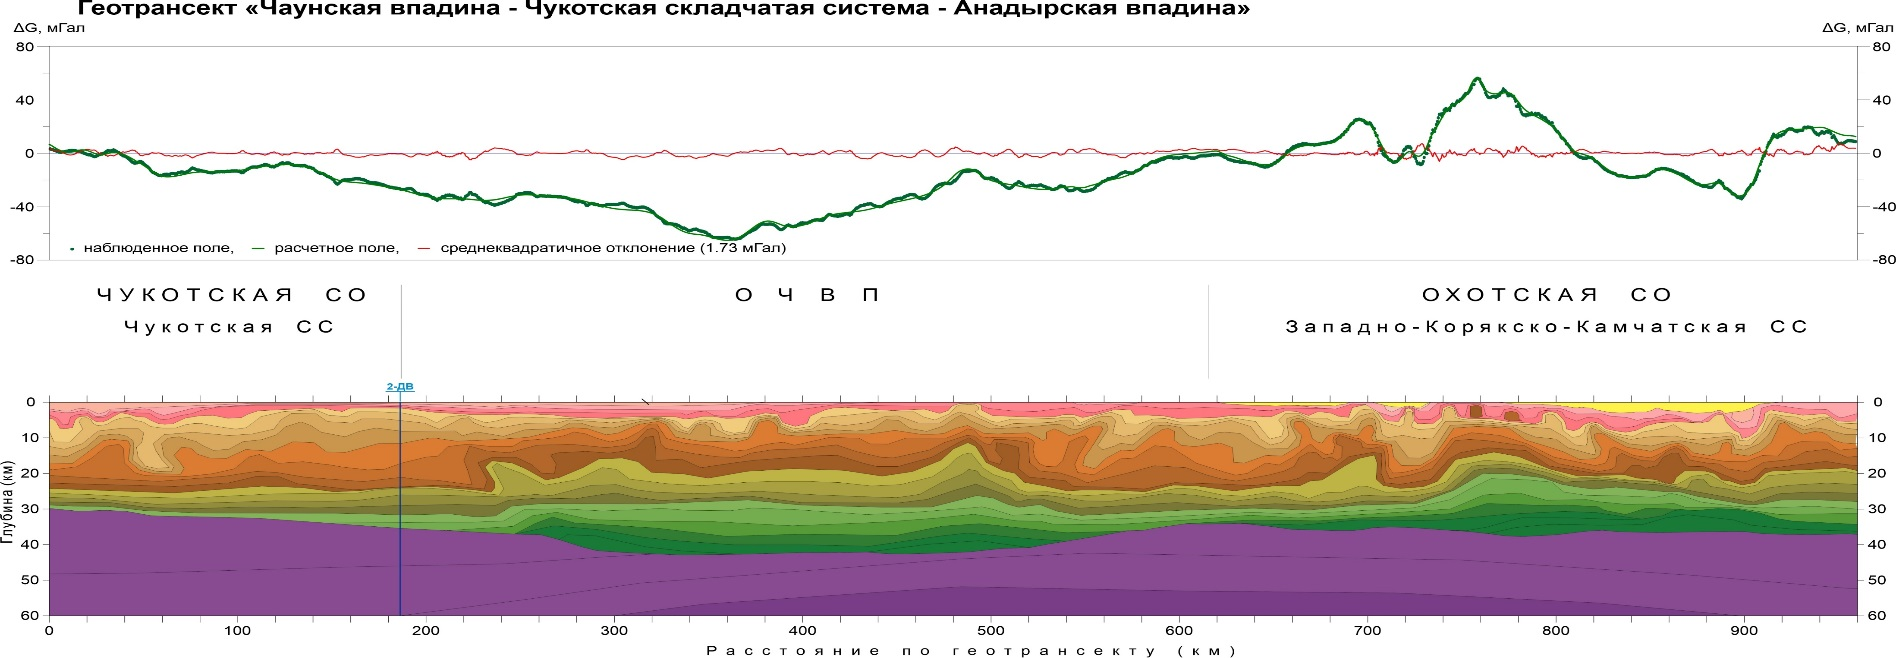 Геотрансект «Чаунская впадина - Чукотская складчатая система - Анадырская впадина»
ΔG, мГал ΔG, мГал
80 80
40 40
0 0
-40 -40
наблюденное поле, расчетное поле, среднеквадратичное отклонение (1.73 мГал)
-80 -80
ЧУКОТСКАЯ СО ОЧВП ОХОТСКАЯ СО
Чукотская СС Западно-Корякско-Камчатская СС
2-ДВ
0 0
10 10
20 20
30 30
40 40
50 50
60 60
Глубина (км)
0 100 200 300 400 500 600 700 800 900
Расстояние по геотрансекту (км)